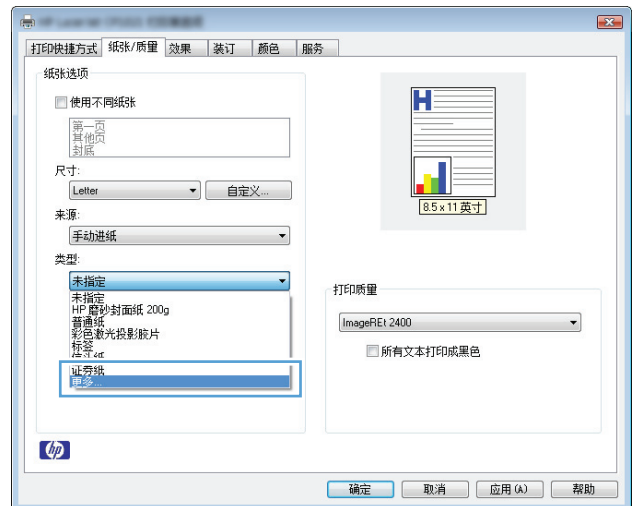 打印快捷方式 纸张/质量 效果 装订 颜色 服务
纸张选项
使用不同纸张
第一页
其他页
封底
尺寸:
Letter 自定义...
8.5 x 11 英寸
来源:
手动进纸
类型:
未指定
未指定
HP 磨砂封面纸 200g
普通纸
彩色激光投影胶片
标签
信头纸
证券纸
更多...
打印质量
ImageREt 2400
所有文本打印成黑色
hp
确定 取消 应用(A) 帮助